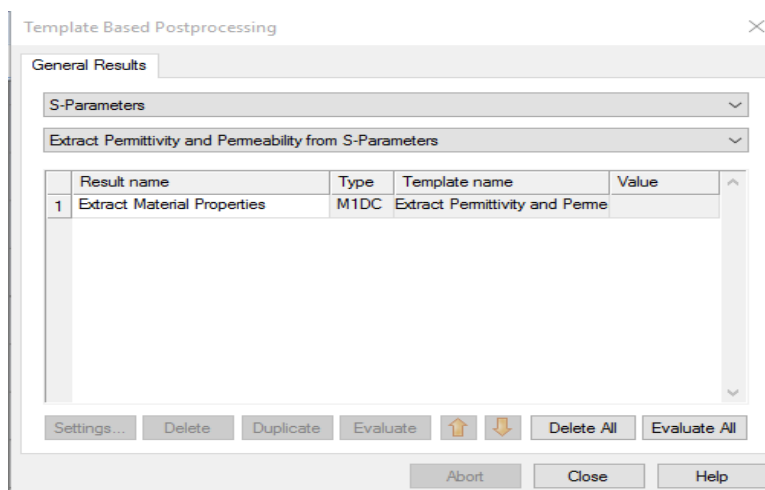 Template Based Postprocessing
General Results
S-Parameters
Extract Permittivity and Permeability from S-Parameters
Result name Type Template name Value
1 Extract Material Properties M1DC Extract Permittivity and Perme
Settings... Delete Duplicate Evaluate Delete All Evaluate All
Abort Close Help